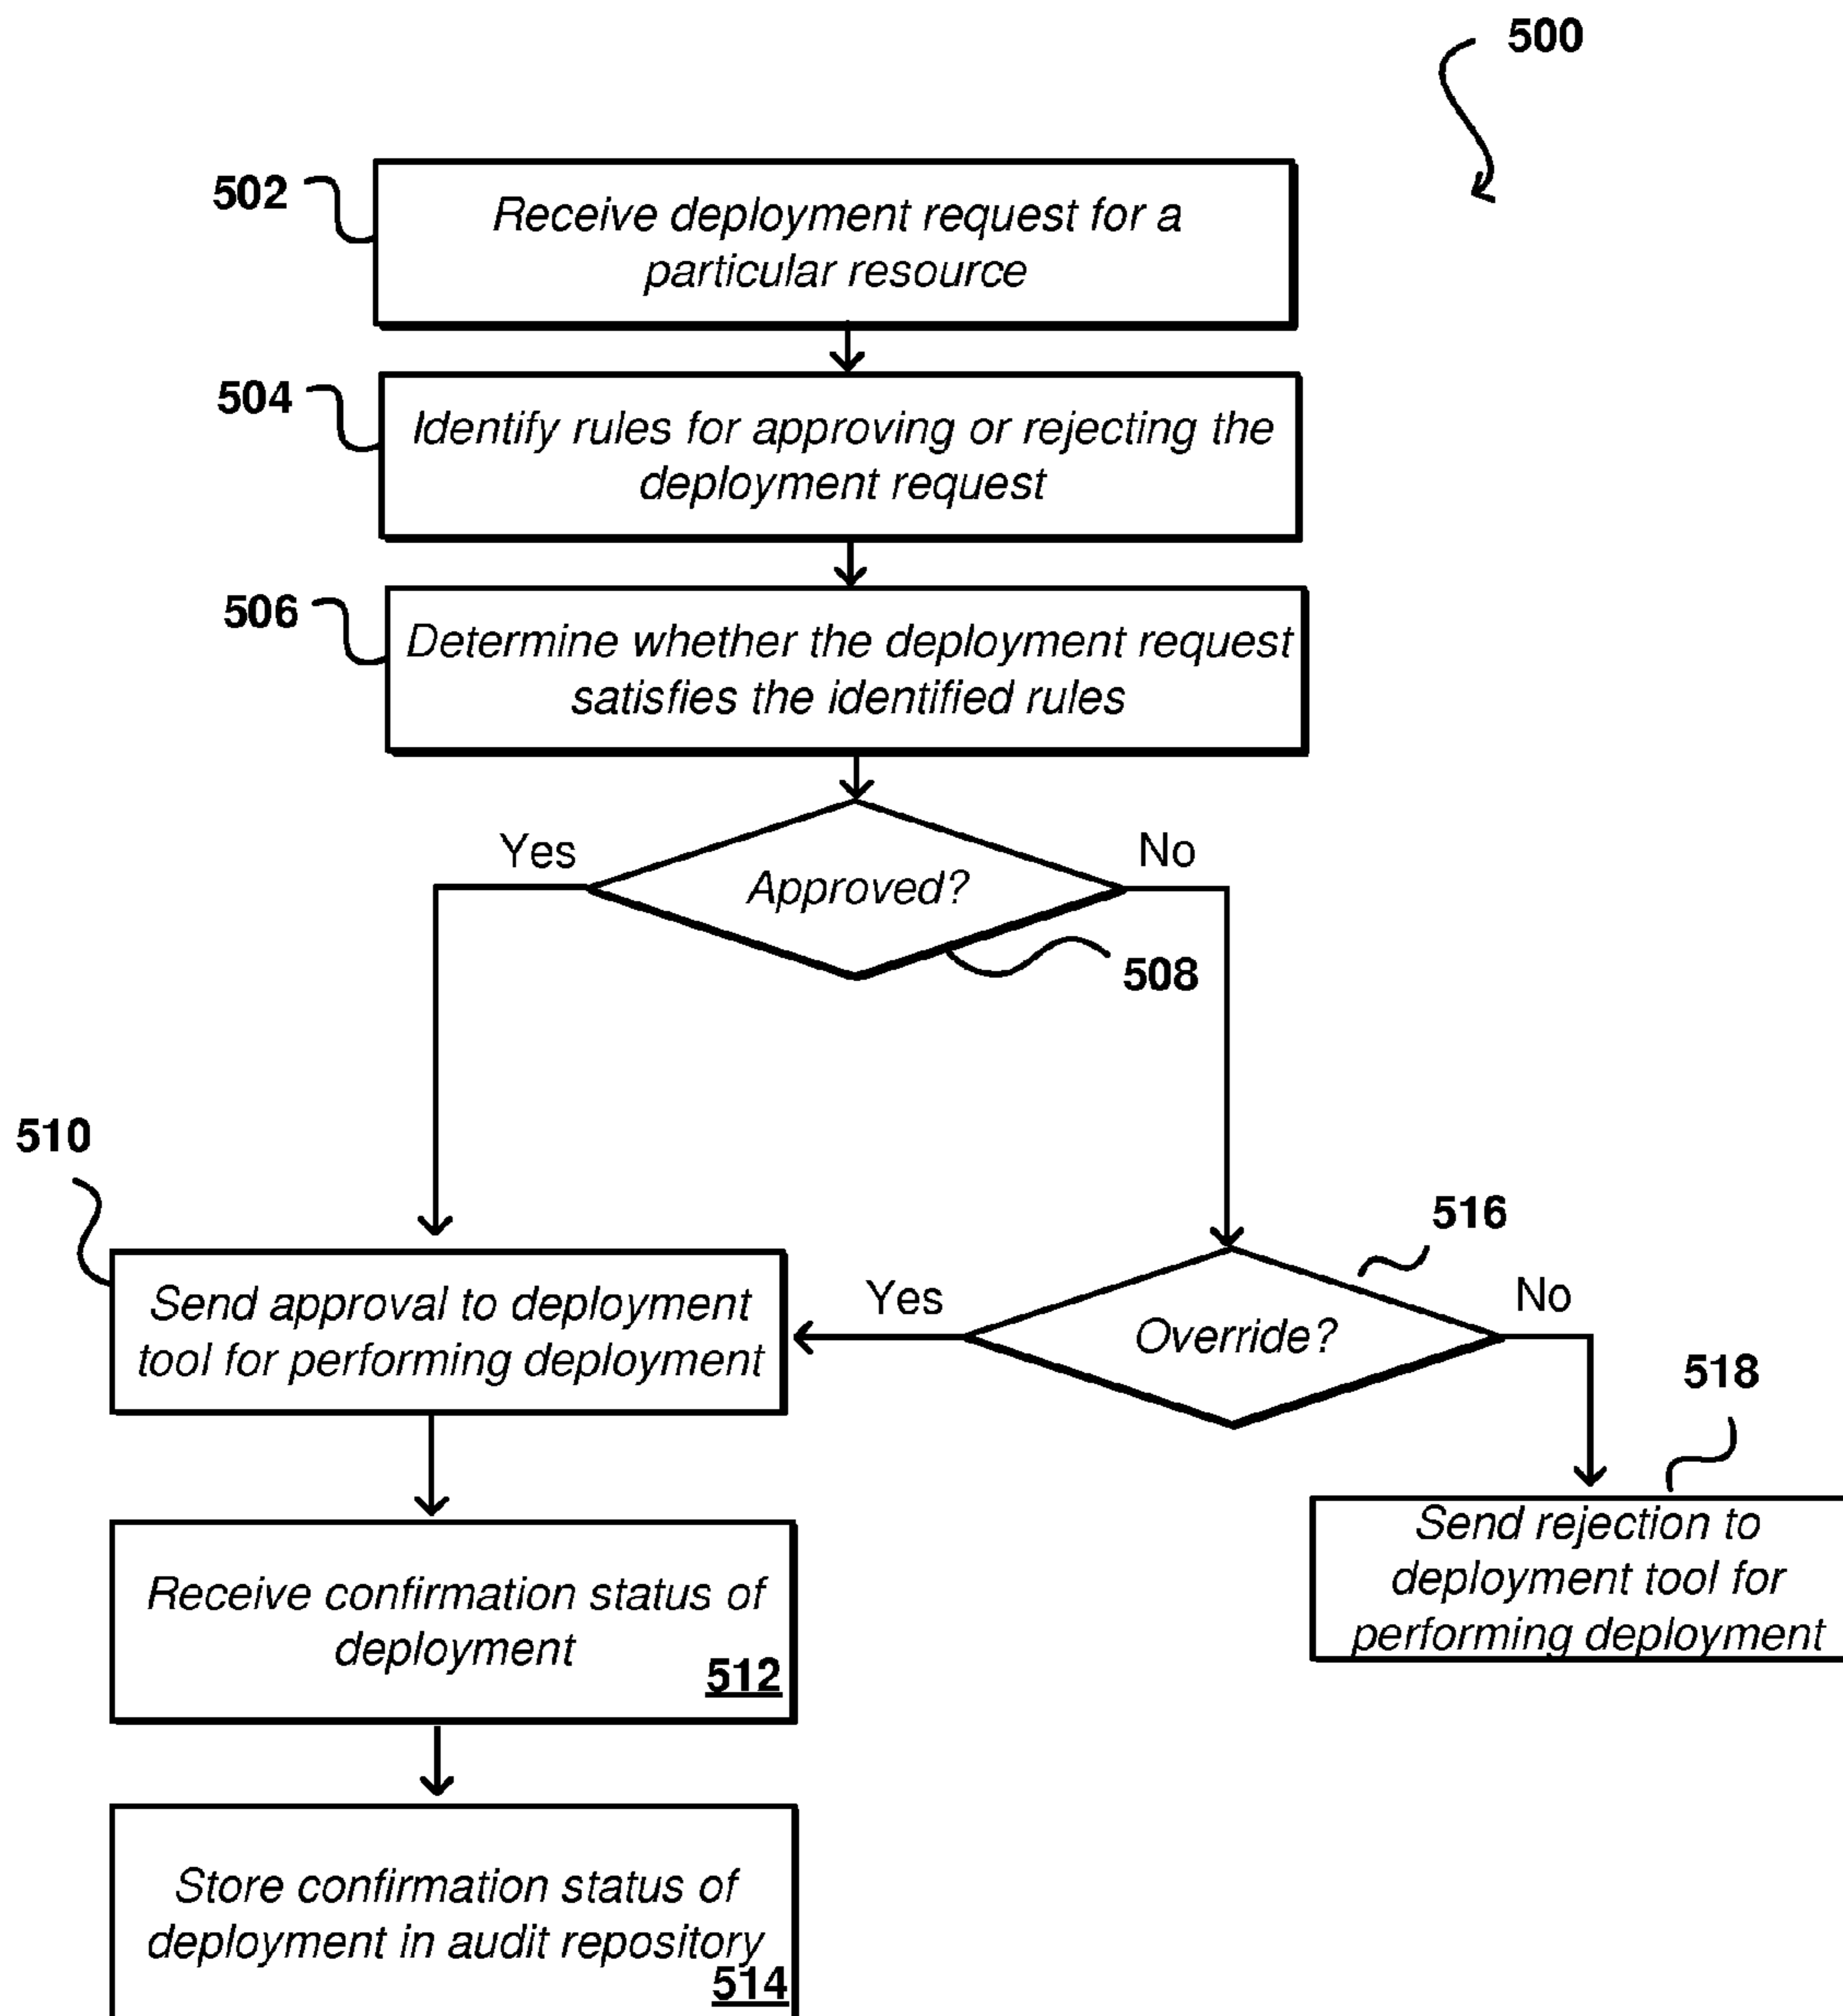 500
502
Receive deployment request for a
particular resource
504
Identify rules for approving or rejecting the
deployment request
506
Determine whether the deployment request
satisfies the identified rules
Yes
No
Approved?
508
510
516
Send approval to deployment
tool for performing deployment
Yes
Override?
No
518
Send rejection to
deployment tool for
performing deployment
Receive confirmation status of
deployment
512
Store confirmation status of
deployment in audit repository
514